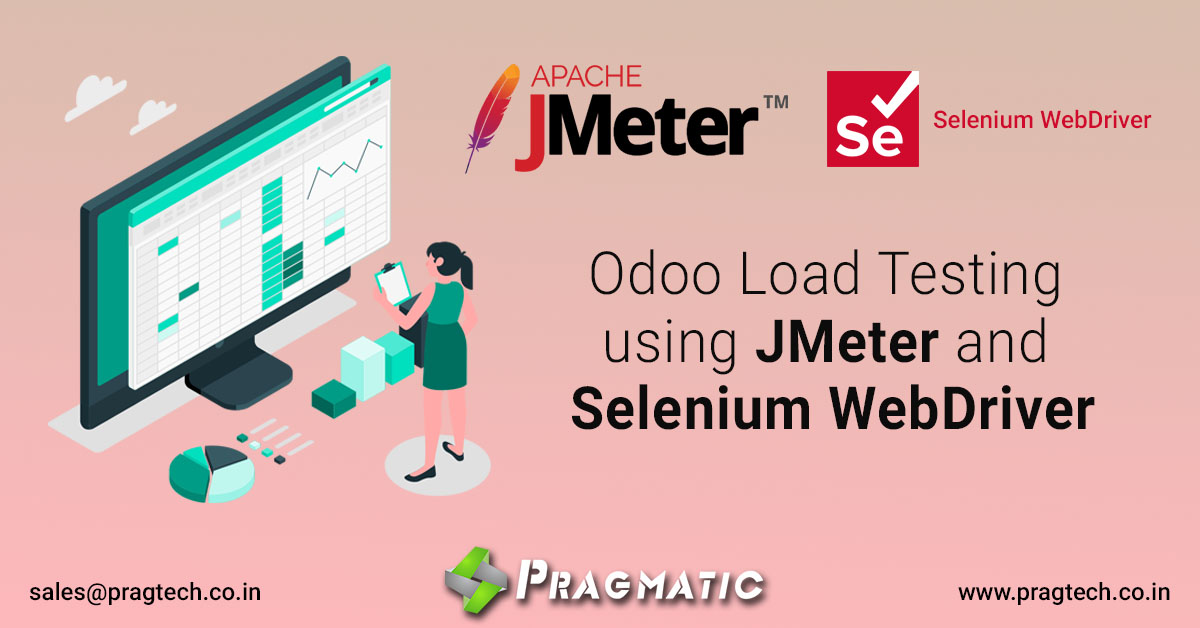 APACHE
JMeter™
Se
Selenium WebDriver
Odoo Load Testing
using JMeter and
Selenium WebDriver
sales@pragtech.co.in
PRAGMATIC
www.pragtech.co.in